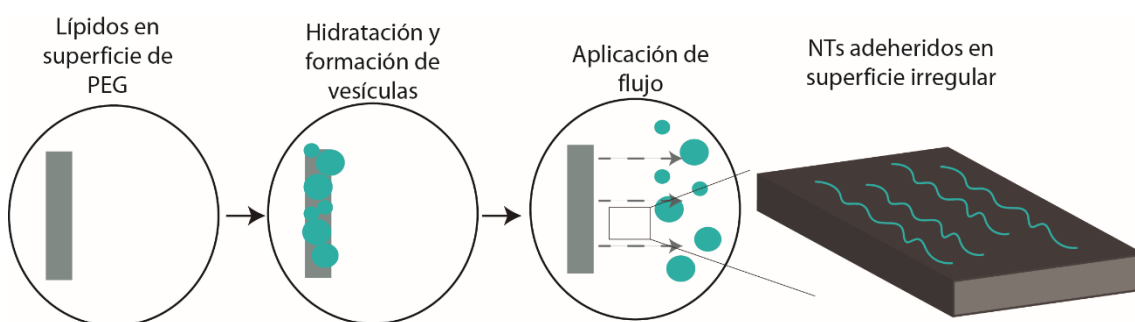 Lípidos en
superficie de
PEG
Hidratación y
formación de
vesículas
Aplicación de
flujo
NTs adeheridos en
superficie irregular